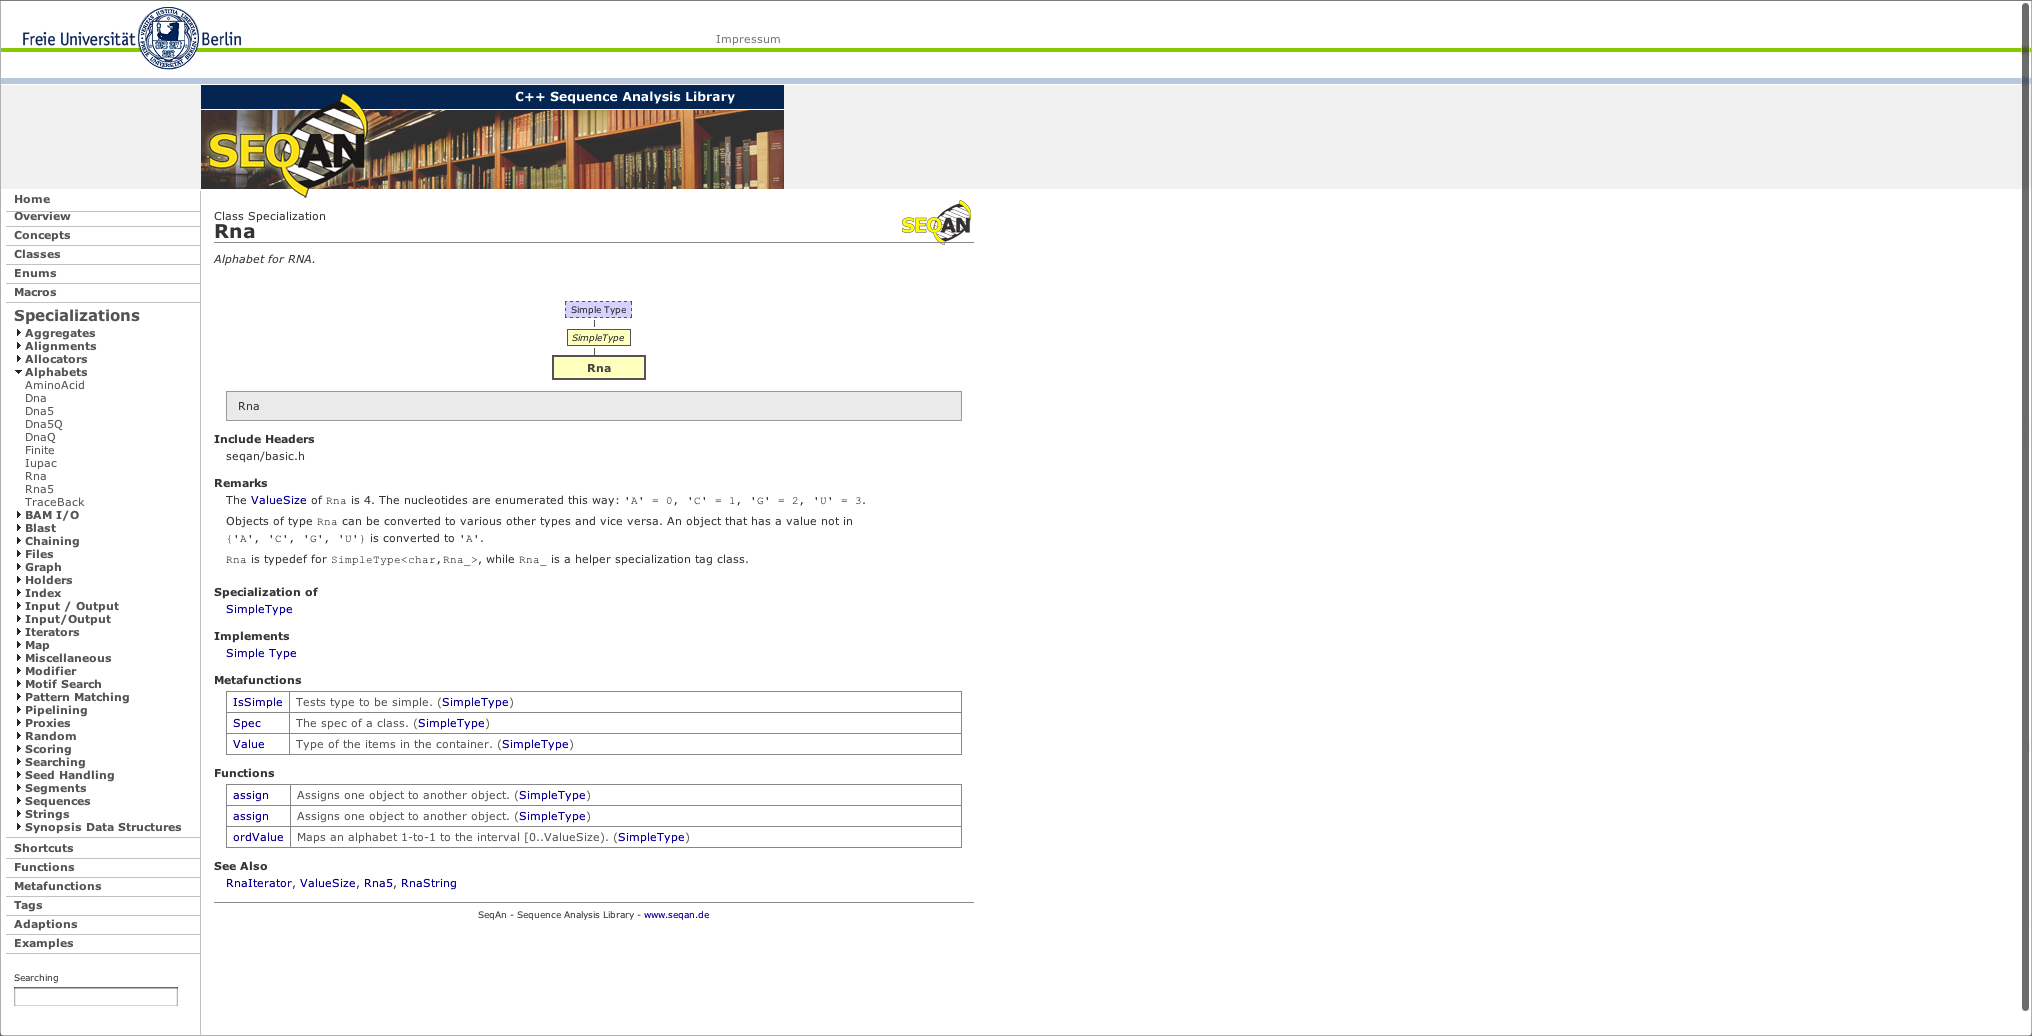 Freie Universität Berlin
Impressum
C++ Sequence Analysis Library
SEQAN
Home
Overview
Concepts
Classes
Enums
Macros
Specializations
Aggregates
Alignments
Allocators
Alphabets
AminoAcid
Dna
Dna5
Dna5Q
DnaQ
Finite
Iupac
Rna
Rna5
TraceBack
BAM I/O
Blast
Chaining
Files
Graph
Holders
Index
Input / Output
Input/Output
Iterators
Map
Miscellaneous
Modifier
Motif Search
Pattern Matching
Pipelining
Proxies
Random
Scoring
Searching
Seed Handling
Segments
Sequences
Strings
Synopsis Data Structures
Shortcuts
Functions
Metafunctions
Tags
Adaptions
Examples
Searching
Class Specialization
Rna
SEQAN
Alphabet for RNA.
Simple Type
SimpleType
Rna
Rna
Include Headers
seqan/basic.h
Remarks
The ValueSize of Rna is 4. The nucleotides are enumerated this way: 'A' = 0, 'C' = 1, 'G' = 2, 'U' = 3.
Objects of type Rna can be converted to various other types and vice versa. An object that has a value not in
{'A', 'C', 'G', 'U'} is converted to 'A'.
Rna is typedef for SimpleType<char,Rna_>, while Rna_ is a helper specialization tag class.
Specialization of
SimpleType
Implements
Simple Type
Metafunctions
IsSimple Tests type to be simple. (SimpleType)
Spec The spec of a class. (SimpleType)
Value Type of the items in the container. (SimpleType)
Functions
assign Assigns one object to another object. (SimpleType)
assign Assigns one object to another object. (SimpleType)
ordValue Maps an alphabet 1-to-1 to the interval [0..ValueSize). (SimpleType)
See Also
RnaIterator, ValueSize, Rna5, RnaString
SeqAn - Sequence Analysis Library - www.seqan.de